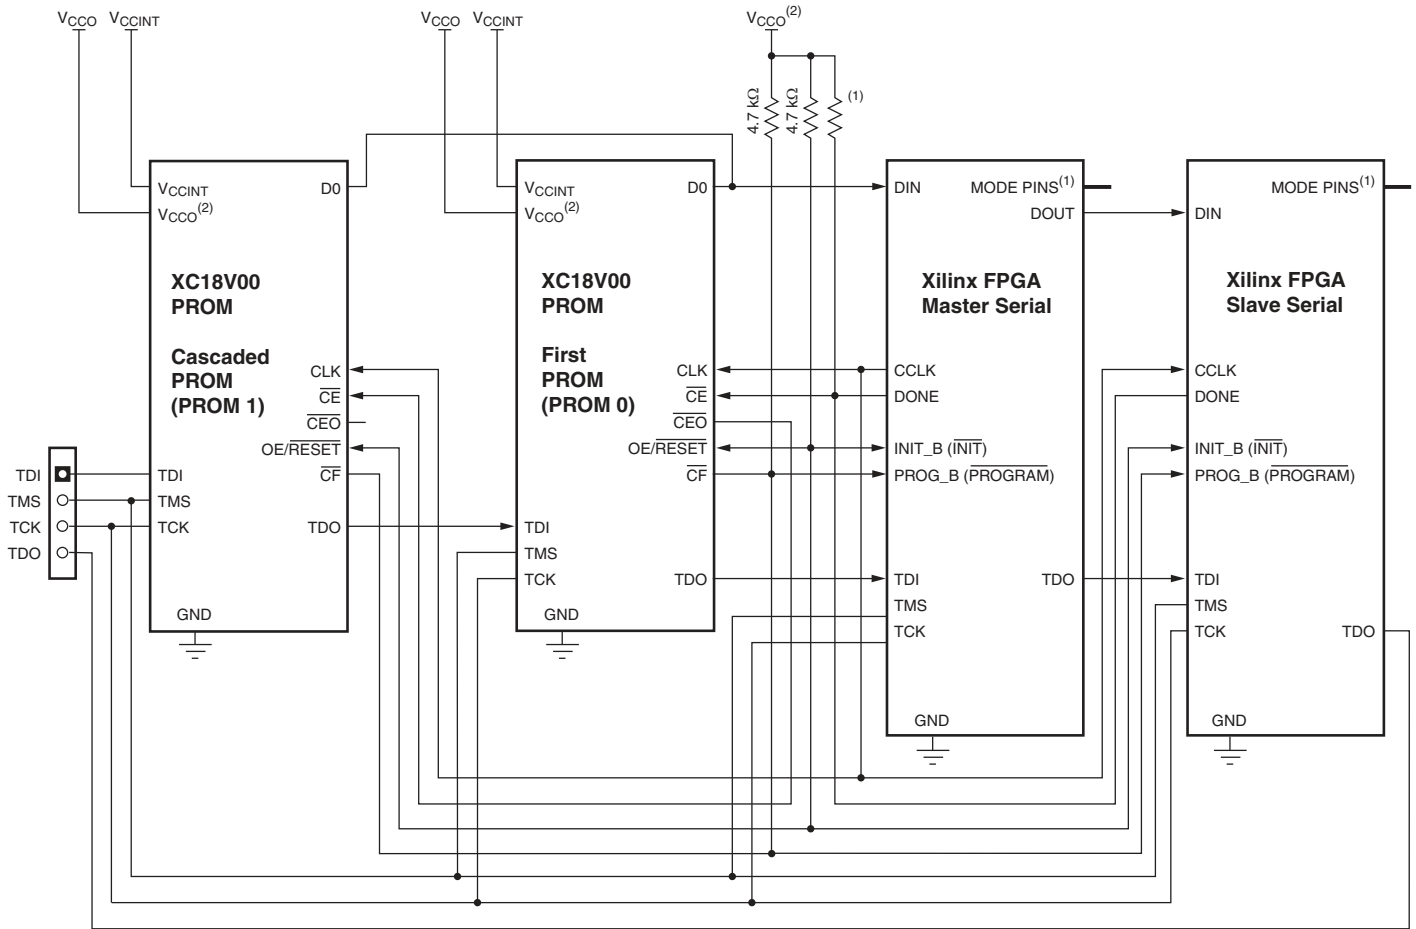 VCCO VCCINT
VCCO VCCINT
VCCO(2)
4.7 kΩ
4.7 kΩ
(1)
VCCINT
VCCO(2)
D0
XC18V00
PROM
Cascaded
PROM
(PROM 1)
CLK
CE
CEO
OE/RESET
CF
TDI
TMS
TCK
TDO
GND
TDI
TMS
TCK
TDO
VCCINT
VCCO(2)
D0
XC18V00
PROM
First
PROM
(PROM 0)
CLK
CE
CEO
OE/RESET
CF
TDI
TMS
TCK
TDO
GND
DIN
MODE PINS(1)
DOUT
Xilinx FPGA
Master Serial
CCLK
DONE
INIT_B (INIT)
PROG_B (PROGRAM)
TDI
TMS
TCK
TDO
GND
MODE PINS(1)
DIN
Xilinx FPGA
Slave Serial
CCLK
DONE
INIT_B (INIT)
PROG_B (PROGRAM)
TDI
TMS
TCK
TDO
GND